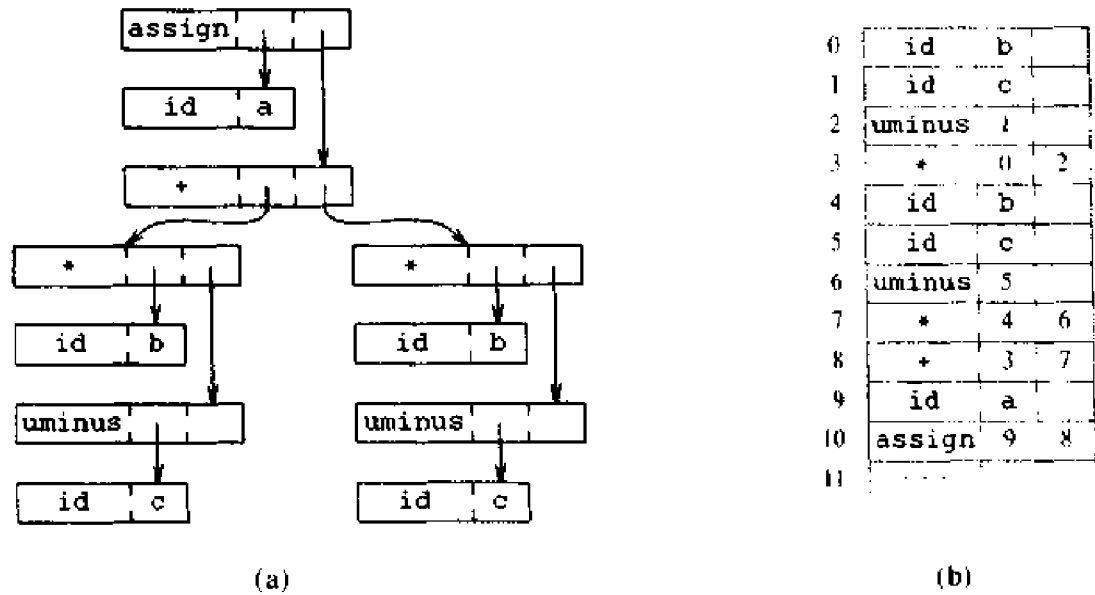 assign
id a
+
*
*
id b
id b
uminus
uminus
id c
id c
(a)
0 id b
1 id c
2 uminus 1
3 * 0 2
4 id b
5 id c
6 uminus 5
7 * 4 6
8 + 3 7
9 id a
10 assign 9 8
11 . . . .
(b)